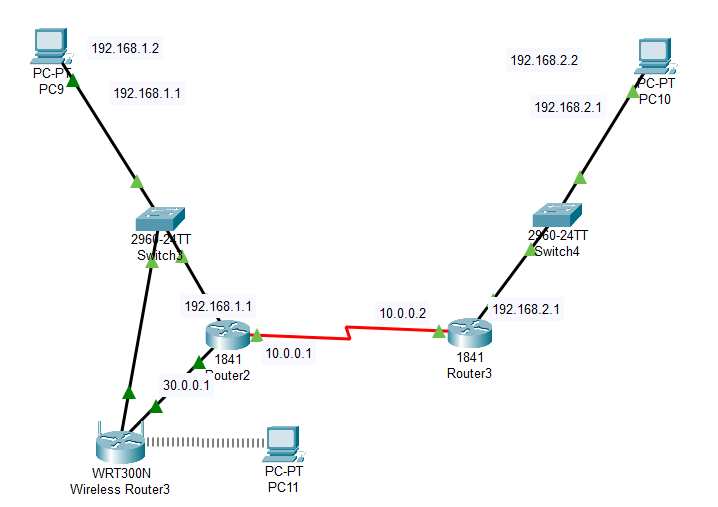 192.168.1.2
PC-PT
PC9
192.168.1.1
192.168.2.2
PC-PT
PC10
192.168.2.1
2960-24TT
Switch3
2960-24TT
Switch4
192.168.1.1
10.0.0.2
192.168.2.1
10.0.0.1
1841
Router2
1841
Router3
30.0.0.1
WRT300N
Wireless Router3
PC-PT
PC11